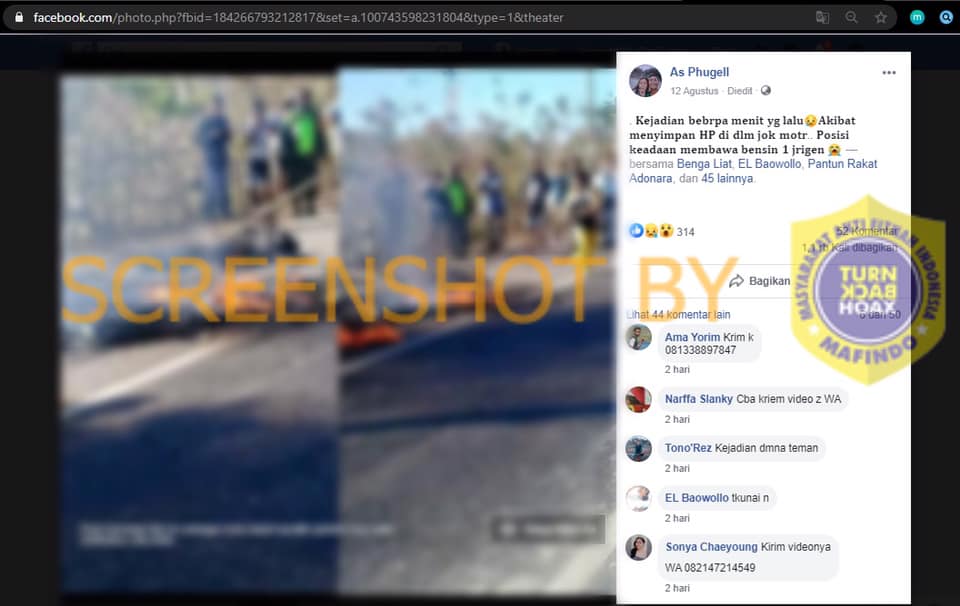 facebook.com/photo.php?fbid=184266793212817&set=a.100743598231804&type=1&theater
m
As Phugell
12 Agustus · Diedit ·
. Kejadian bebrpa menit yg lalu😢Akibat
menyimpan HP di dlm jok motr.. Posisi
keadaan membawa bensin 1 jrigen 😭 —
bersama Benga Liat, EL Baowollo, Pantun Rakat
Adonara, dan 45 lainnya.
314
52 Komentar
1,1 rb Kali dibagikan
Bagikan
Lihat 44 komentar lain
6 dari 50
Ama Yorim Krim k
081338897847
2 hari
Narffa Slanky Cba kriem video z WA
2 hari
Tono'Rez Kejadian dmna teman
2 hari
EL Baowollo tkunai n
2 hari
Sonya Chaeyoung Kirim videonya
WA 082147214549
2 hari
SCREENSHOT BY
MASYARAKAT ANTI FITNAH INDONESIA
TURN
BACK
HOAX
MAFINDO